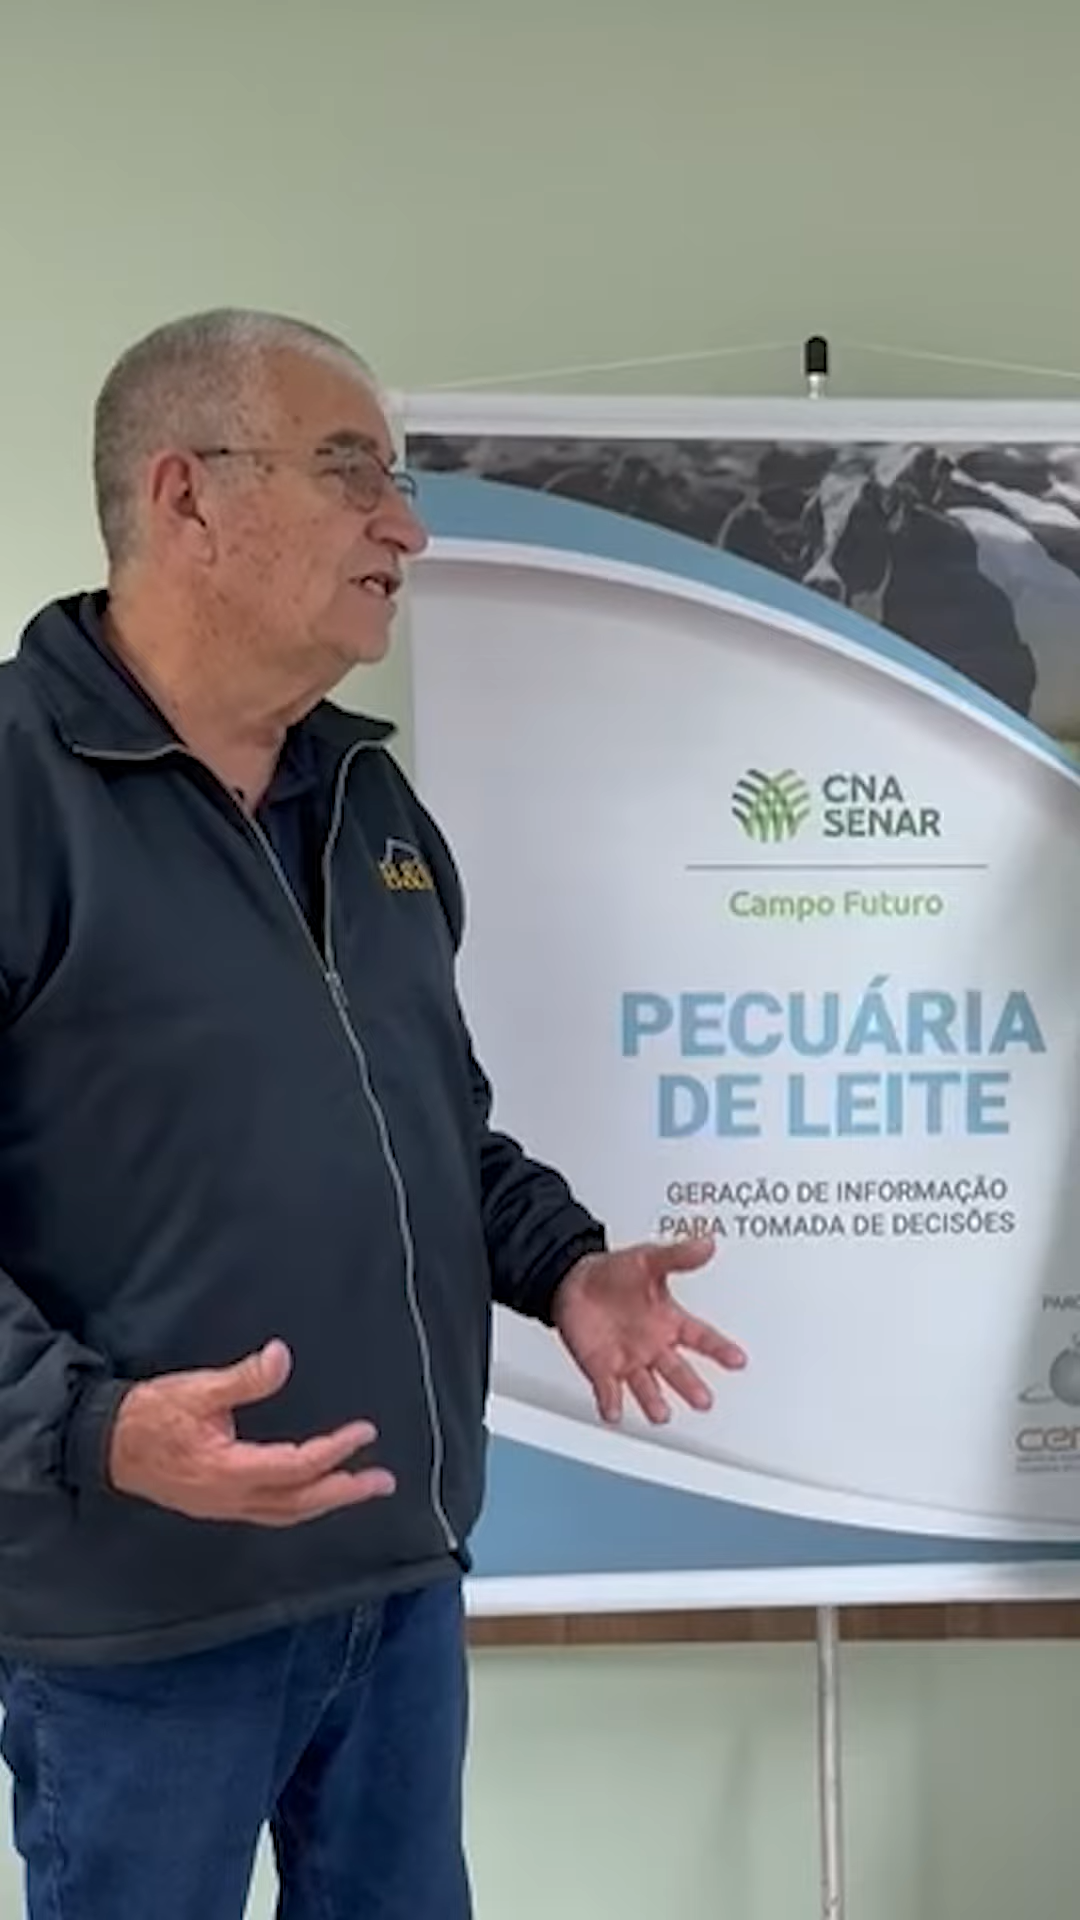 CNA
SENAR
Campo Futuro
PECUÁRIA
DE LEITE
GERAÇÃO DE INFORMAÇÃO
PARA TOMADA DE DECISÕES